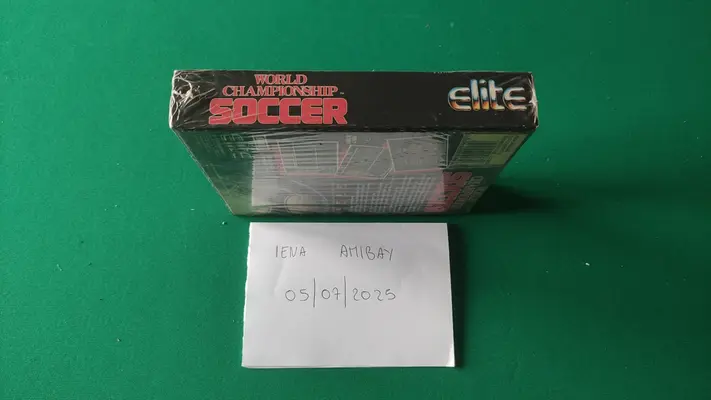 WORLD
CHAMPIONSHIP
SOCCER
elite
IENA AMIBAY
05/07/2025